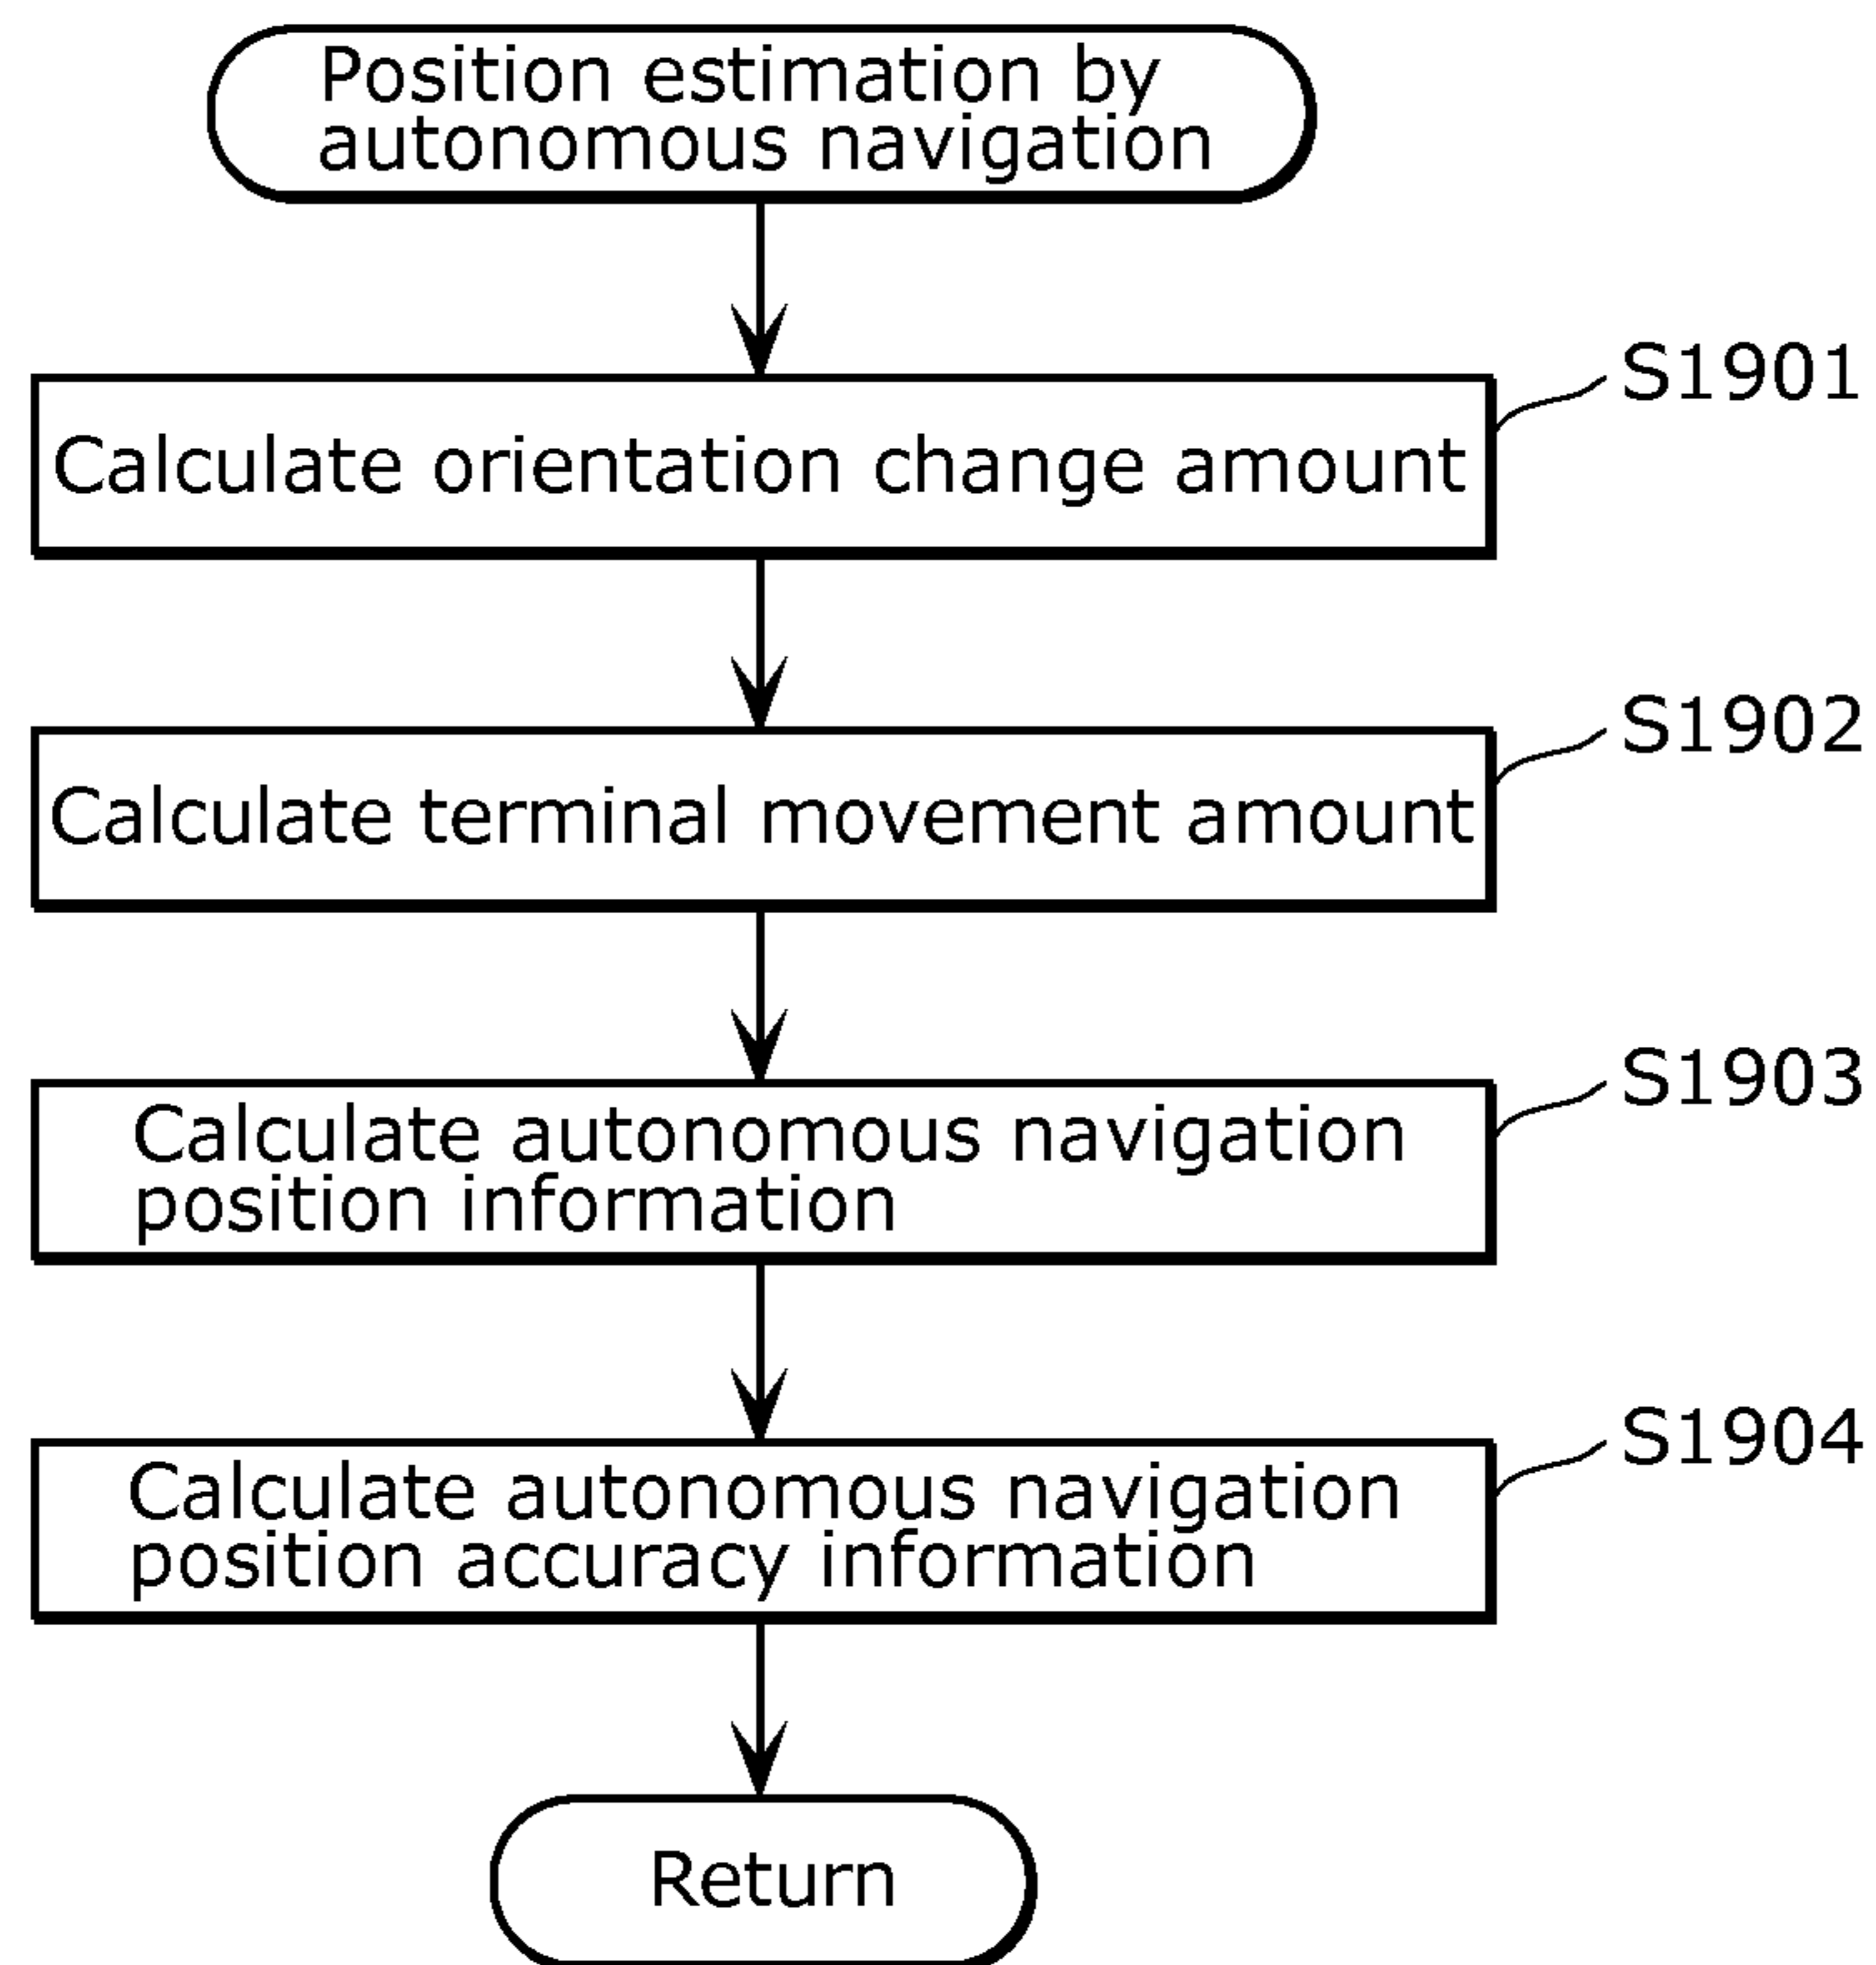 Position estimation by
autonomous navigation
S1901
Calculate orientation change amount
S1902
Calculate terminal movement amount
S1903
Calculate autonomous navigation
position information
S1904
Calculate autonomous navigation
position accuracy information
Return